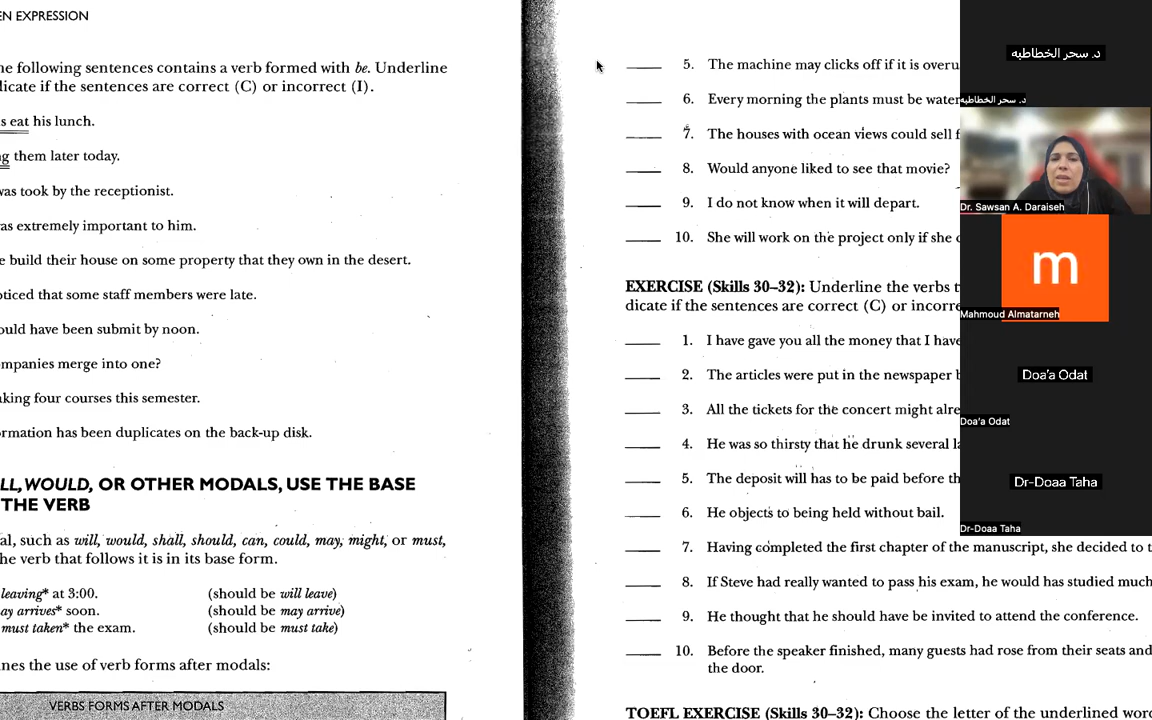 EN EXPRESSION
ne following sentences contains a verb formed with be. Underline
dicate if the sentences are correct (C) or incorrect (I).
s eat his lunch.
g them later today.
was took by the receptionist.
as extremely important to him.
e build their house on some property that they own in the desert.
oticed that some staff members were late.
ould have been submit by noon.
mpanies merge into one?
aking four courses this semester.
ormation has been duplicates on the back-up disk.
LL, WOULD, OR OTHER MODALS, USE THE BASE
THE VERB
al, such as will, would, shall, should, can, could, may, might, or must,
he verb that follows it is in its base form.
leaving* at 3:00. (should be will leave)
ay arrives* soon. (should be may arrive)
must taken* the exam. (should be must take)
nes the use of verb forms after modals:
VERBS FORMS AFTER MODALS
5. The machine may clicks off if it is overu
6. Every morning the plants must be water
7. The houses with ocean views could sell f
8. Would anyone liked to see that movie?
9. I do not know when it will depart.
10. She will work on the project only if she
EXERCISE (Skills 30–32): Underline the verbs t
dicate if the sentences are correct (C) or incorre
1. I have gave you all the money that I have
2. The articles were put in the newspaper b
3. All the tickets for the concert might alre
4. He was so thirsty that he drunk several la
5. The deposit will has to be paid before th
6. He objects to being held without bail.
7. Having completed the first chapter of the manuscript, she decided to t
8. If Steve had really wanted to pass his exam, he would has studied much
9. He thought that he should have be invited to attend the conference.
10. Before the speaker finished, many guests had rose from their seats and
the door.
TOEFL EXERCISE (Skills 30–32): Choose the letter of the underlined word
د. سحر الخطاطبه
د. سحر الخطاطبه
Dr. Sawsan A. Daraiseh
m
Mahmoud Almatarneh
Doa'a Odat
Doa'a Odat
Dr-Doaa Taha
Dr-Doaa Taha